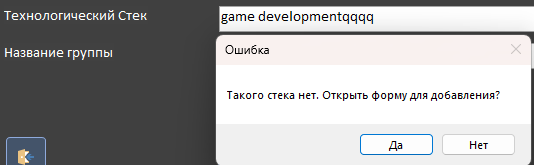 Технологический Стек
game developmentqqqq
Название группы
Ошибка
Такого стека нет. Открыть форму для добавления?
Да
Нет